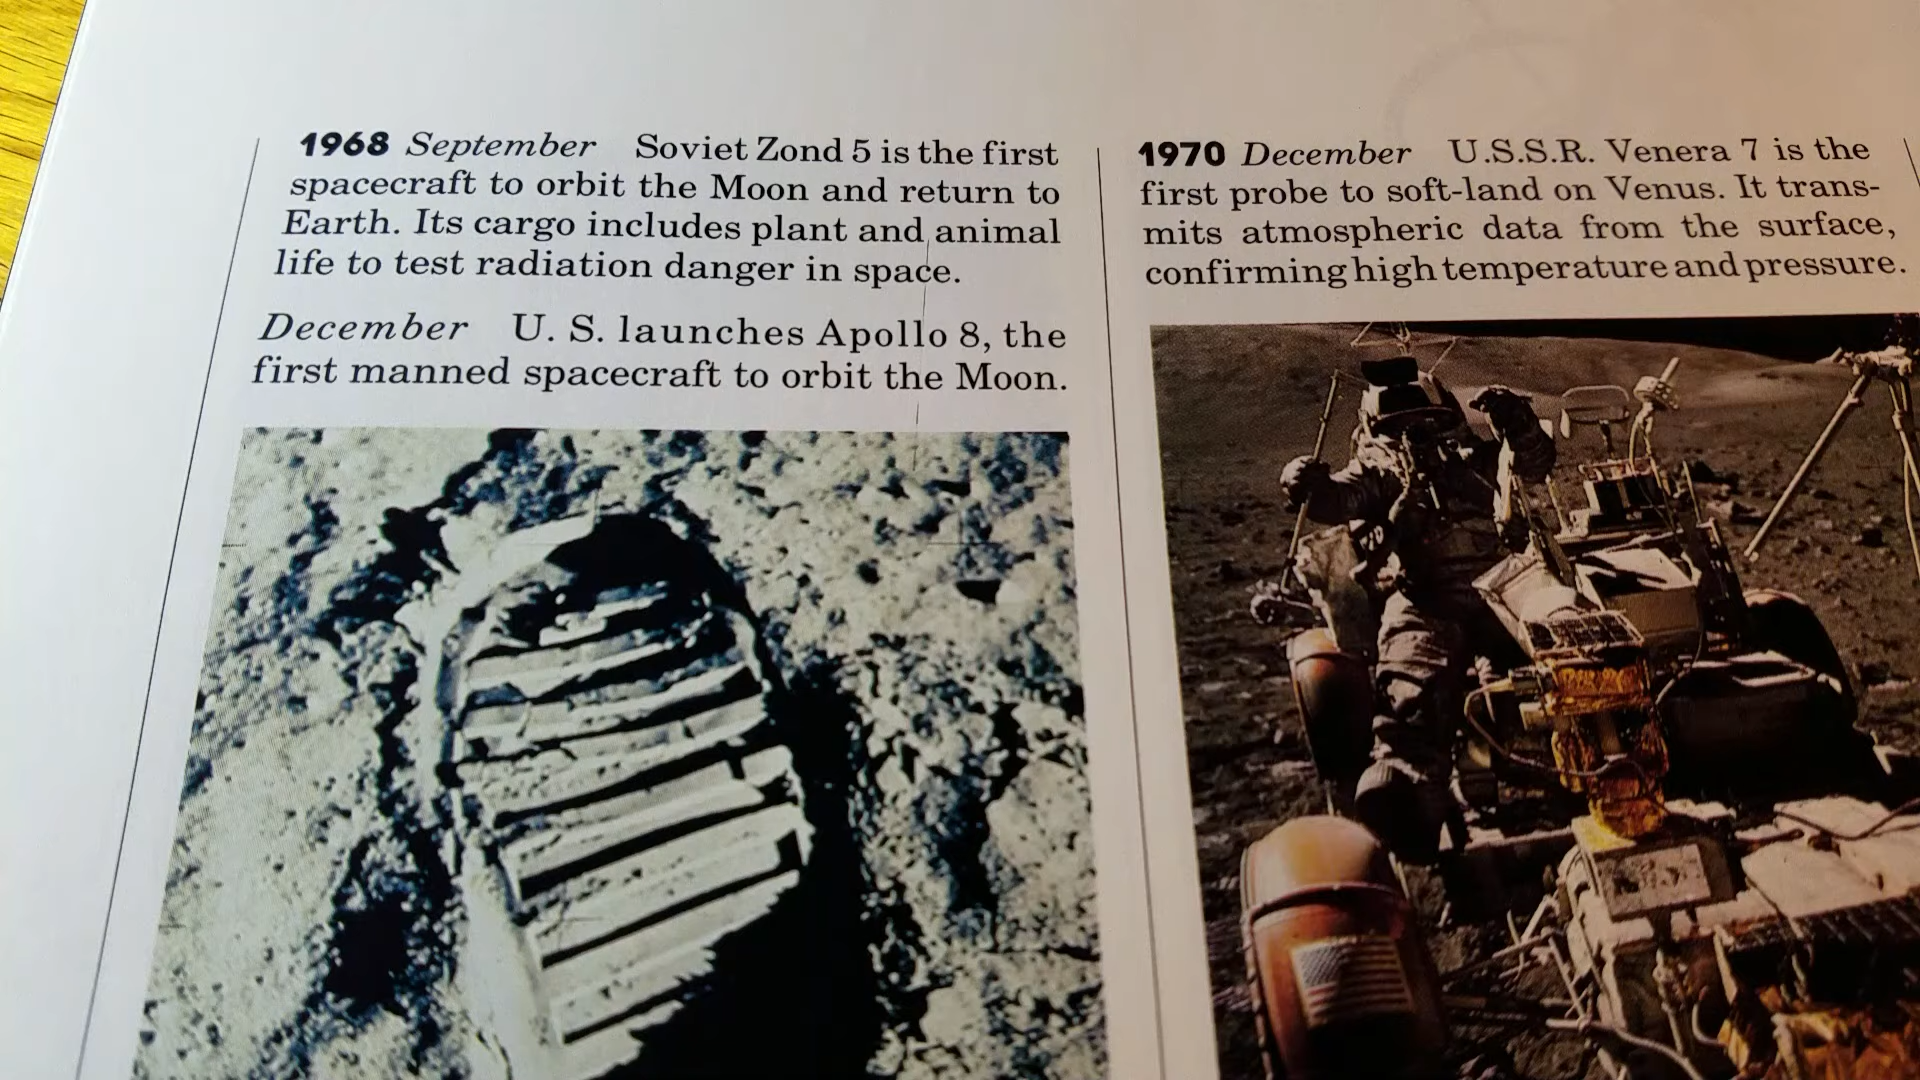 1968 September Soviet Zond 5 is the first
spacecraft to orbit the Moon and return to
Earth. Its cargo includes plant and animal
life to test radiation danger in space.
December U. S. launches Apollo 8, the
first manned spacecraft to orbit the Moon.
1970 December U.S.S.R. Venera 7 is the
first probe to soft-land on Venus. It trans-
mits atmospheric data from the surface,
confirming high temperature and pressure.